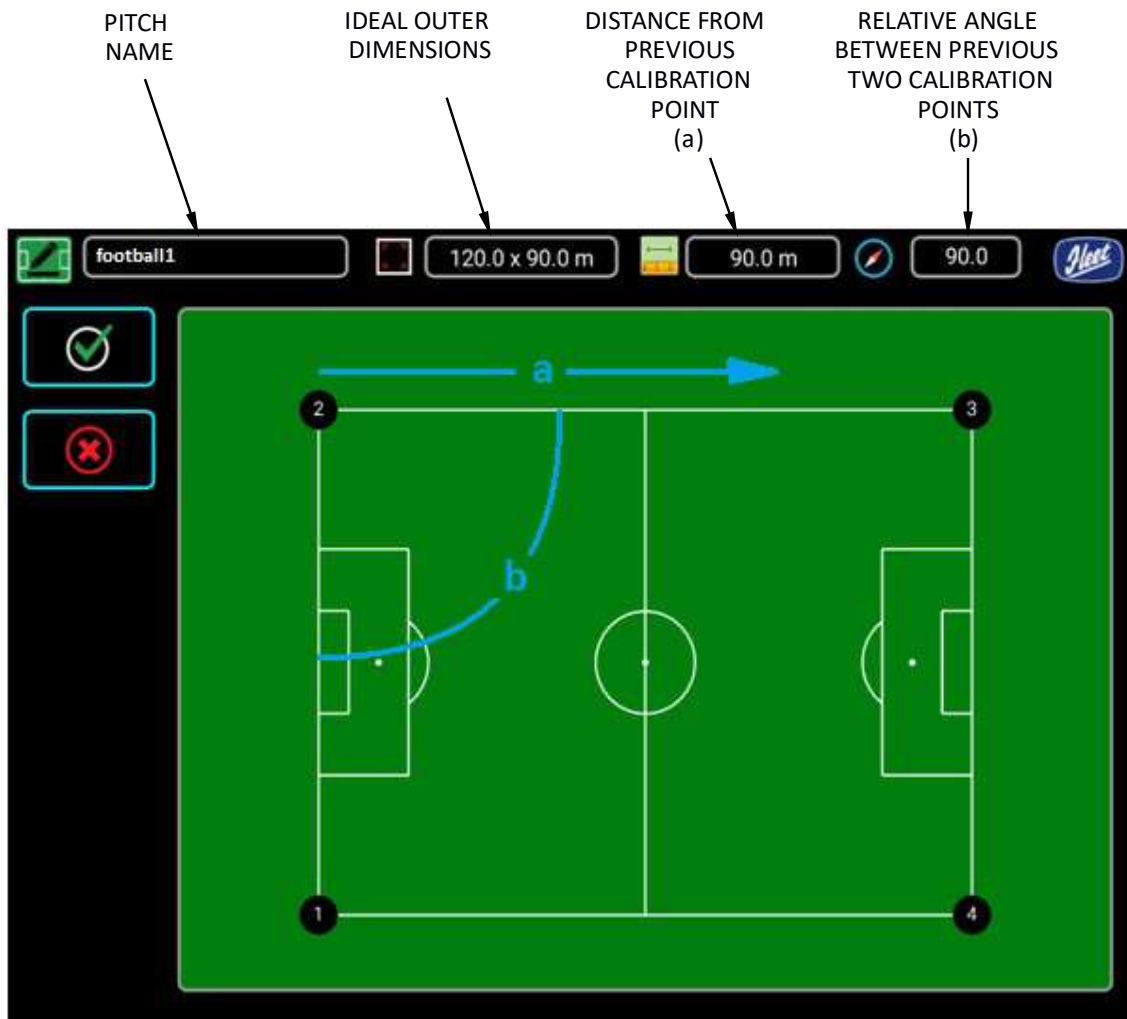 PITCH
NAME
IDEAL OUTER
DIMENSIONS
DISTANCE FROM
PREVIOUS
CALIBRATION
POINT
(a)
RELATIVE ANGLE
BETWEEN PREVIOUS
TWO CALIBRATION
POINTS
(b)
football1
120.0 x 90.0 m
90.0 m
90.0
fleet
a
2
3
b
1
4